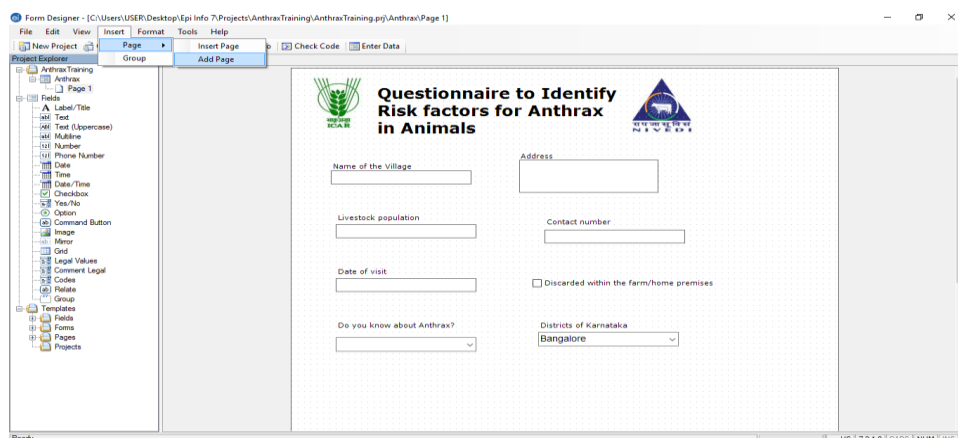 Form Designer - [C:\Users\USER\Desktop\Epi Info 7\Projects\AnthraxTraining\AnthraxTraining.prj\Anthrax\Page 1]
File Edit View Insert Format Tools Help
New Project Check Code Enter Data
Page
Group
Insert Page
Add Page
Project Explorer
AnthraxTraining
Anthrax
Page 1
Fields
Label/Title
Text
Text (Uppercase)
Multiline
Number
Phone Number
Date
Time
Date/Time
Checkbox
Yes/No
Option
Command Button
Image
Mirror
Grid
Legal Values
Comment Legal
Codes
Relate
Group
Templates
Fields
Forms
Pages
Projects
ICAR
Questionnaire to Identify
Risk factors for Anthrax
in Animals
NIVEDI
Name of the Village
Address
Livestock population
Contact number
Date of visit
Discarded within the farm/home premises
Do you know about Anthrax?
Districts of Karnataka
Bangalore